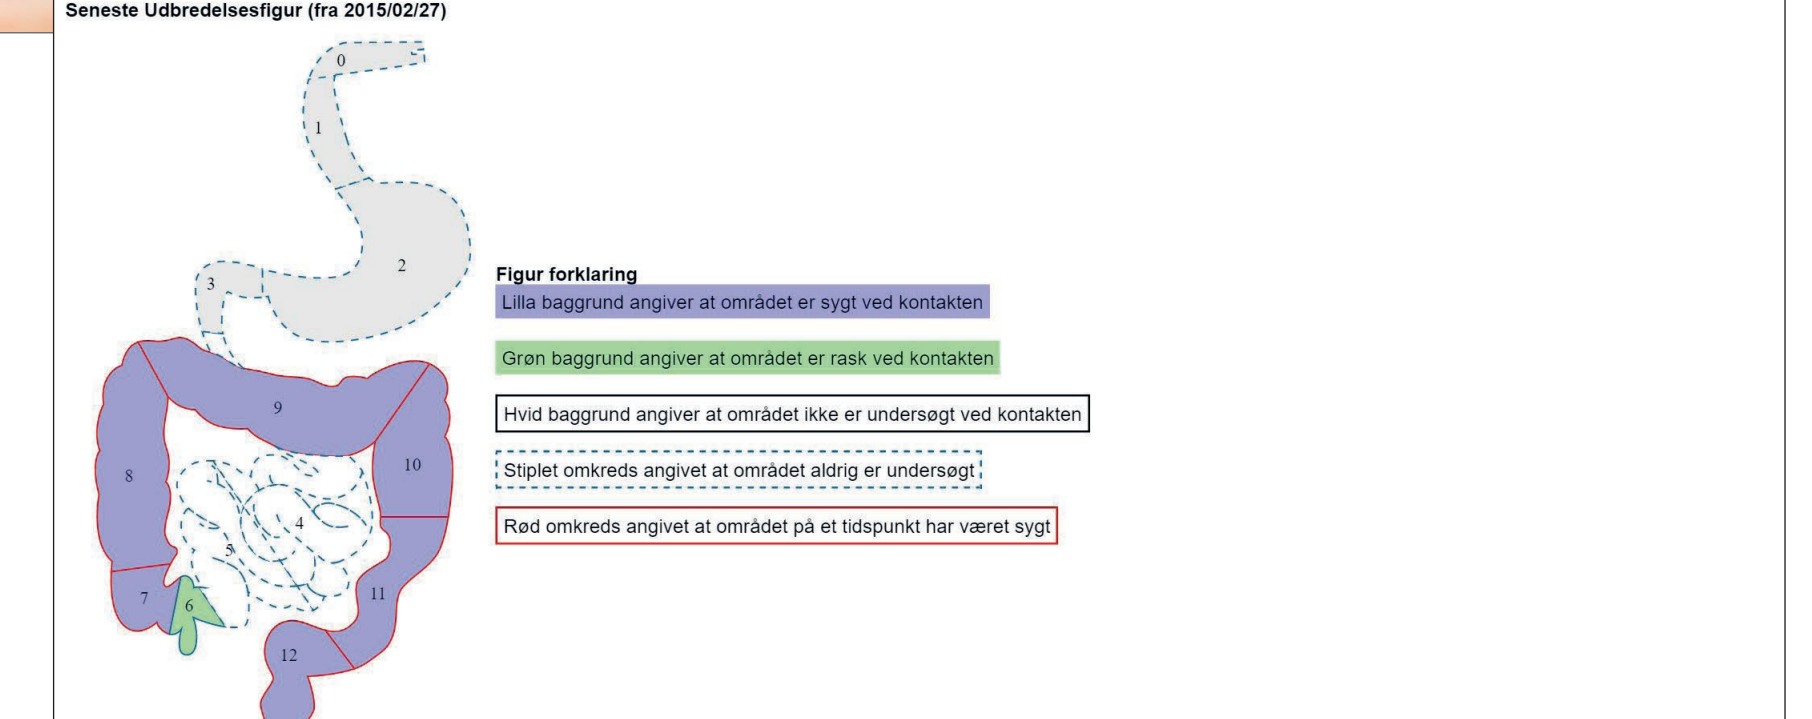 Seneste Udbredelsesfigur (fra 2015/02/27)
0
1
2
3
Figur forklaring
Lilla baggrund angiver at området er sygt ved kontakten
Grøn baggrund angiver at området er rask ved kontakten
Hvid baggrund angiver at området ikke er undersøgt ved kontakten
Stiplet omkreds angivet at området aldrig er undersøgt
Rød omkreds angivet at området på et tidspunkt har været sygt
9
10
8
4
5
7
6
11
12